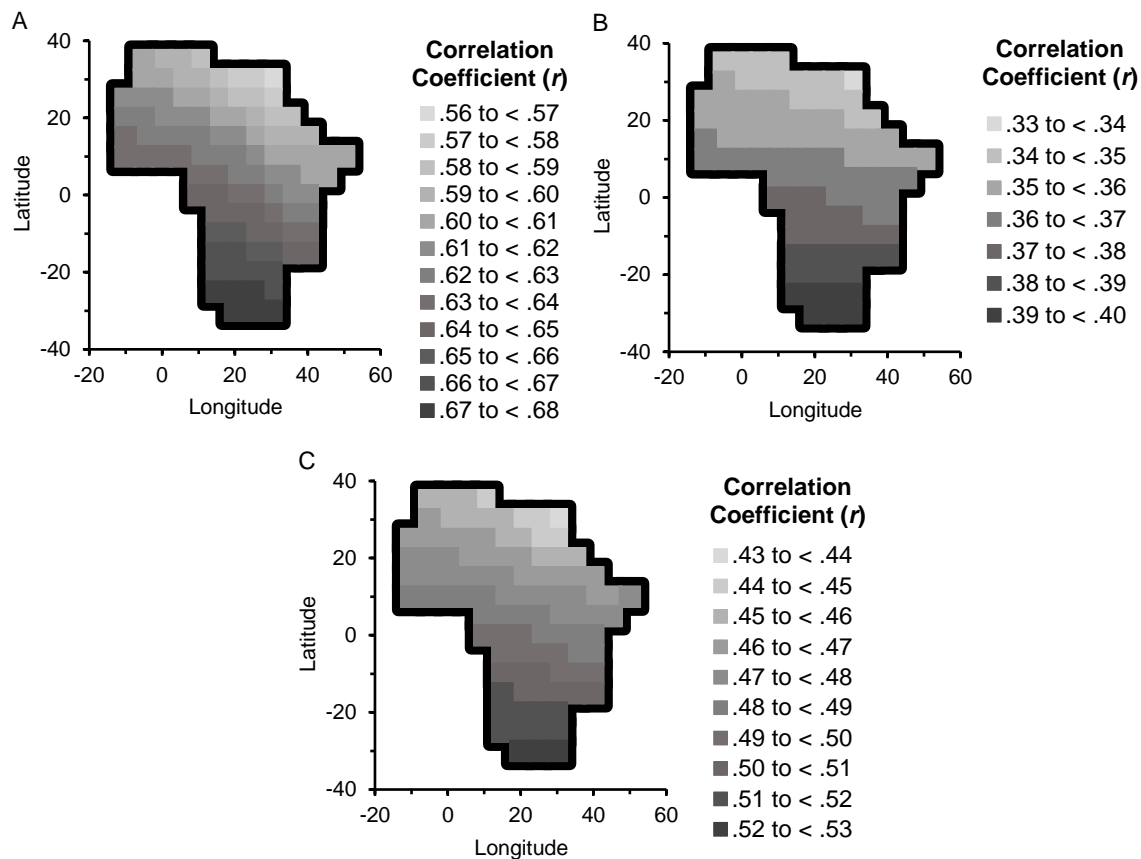 A
Correlation
Coefficient (r)
.56 to < .57
.57 to < .58
.58 to < .59
.59 to < .60
.60 to < .61
.61 to < .62
.62 to < .63
.63 to < .64
.64 to < .65
.65 to < .66
.66 to < .67
.67 to < .68
40
20
0
-20
-40
Latitude
-20 0 20 40 60
Longitude
B
Correlation
Coefficient (r)
.33 to < .34
.34 to < .35
.35 to < .36
.36 to < .37
.37 to < .38
.38 to < .39
.39 to < .40
40
20
0
-20
-40
Latitude
-20 0 20 40 60
Longitude
C
Correlation
Coefficient (r)
.43 to < .44
.44 to < .45
.45 to < .46
.46 to < .47
.47 to < .48
.48 to < .49
.49 to < .50
.50 to < .51
.51 to < .52
.52 to < .53
40
20
0
-20
-40
Latitude
-20 0 20 40 60
Longitude